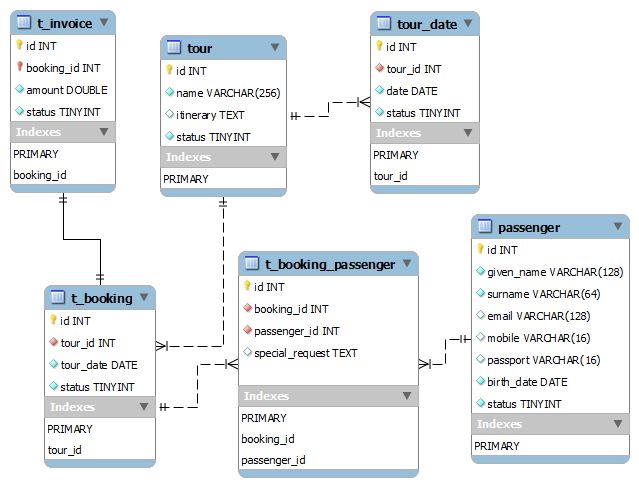 t_invoice
id INT
booking_id INT
amount DOUBLE
status TINYINT
Indexes
PRIMARY
booking_id
tour
id INT
name VARCHAR(256)
itinerary TEXT
status TINYINT
Indexes
PRIMARY
tour_date
id INT
tour_id INT
date DATE
status TINYINT
Indexes
PRIMARY
tour_id
t_booking
id INT
tour_id INT
tour_date DATE
status TINYINT
Indexes
PRIMARY
tour_id
t_booking_passenger
id INT
booking_id INT
passenger_id INT
special_request TEXT
Indexes
PRIMARY
booking_id
passenger_id
passenger
id INT
given_name VARCHAR(128)
surname VARCHAR(64)
email VARCHAR(128)
mobile VARCHAR(16)
passport VARCHAR(16)
birth_date DATE
status TINYINT
Indexes
PRIMARY